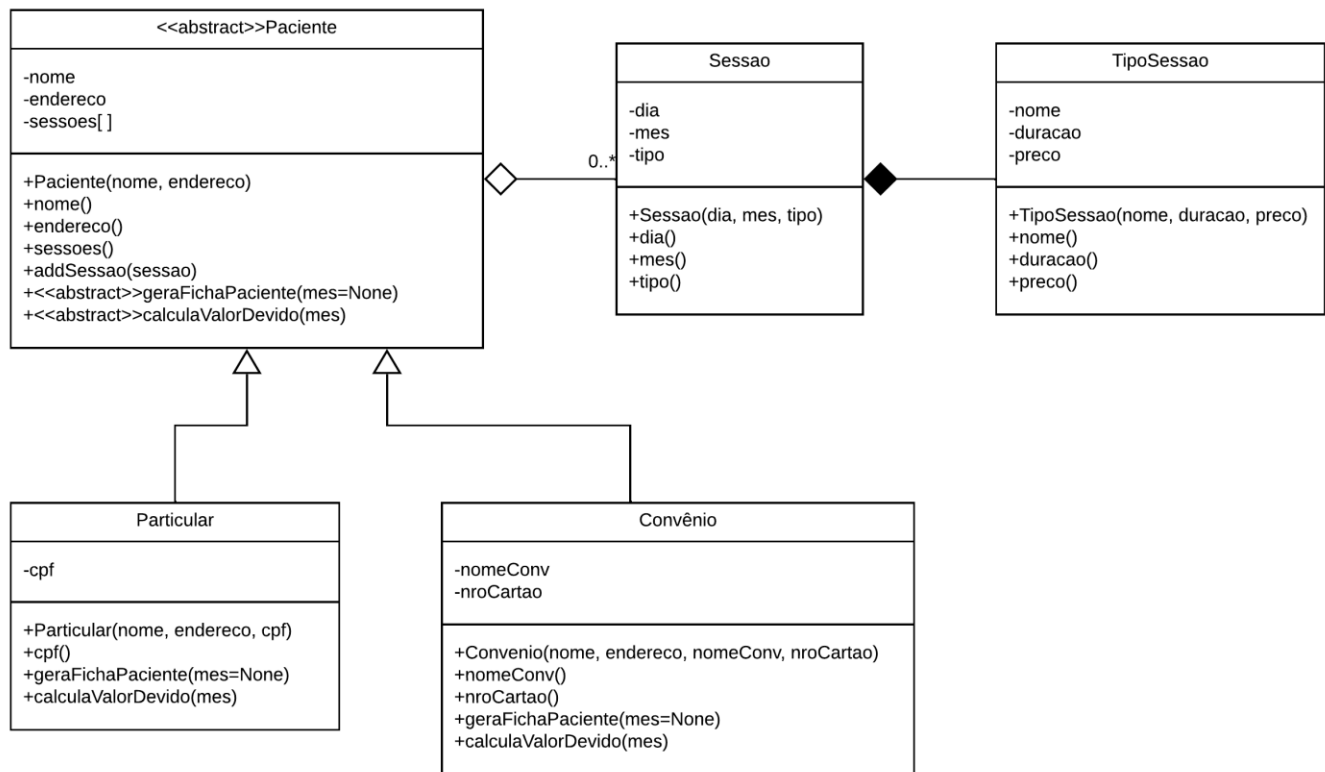 <<abstract>>Paciente
-nome
-endereco
-sessoes[ ]
+Paciente(nome, endereco)
+nome()
+endereco()
+sessoes()
+addSessao(sessao)
+<<abstract>>geraFichaPaciente(mes=None)
+<<abstract>>calculaValorDevido(mes)
0..*
Sessao
-dia
-mes
-tipo
+Sessao(dia, mes, tipo)
+dia()
+mes()
+tipo()
TipoSessao
-nome
-duracao
-preco
+TipoSessao(nome, duracao, preco)
+nome()
+duracao()
+preco()
Particular
-cpf
+Particular(nome, endereco, cpf)
+cpf()
+geraFichaPaciente(mes=None)
+calculaValorDevido(mes)
Convênio
-nomeConv
-nroCartao
+Convenio(nome, endereco, nomeConv, nroCartao)
+nomeConv()
+nroCartao()
+geraFichaPaciente(mes=None)
+calculaValorDevido(mes)